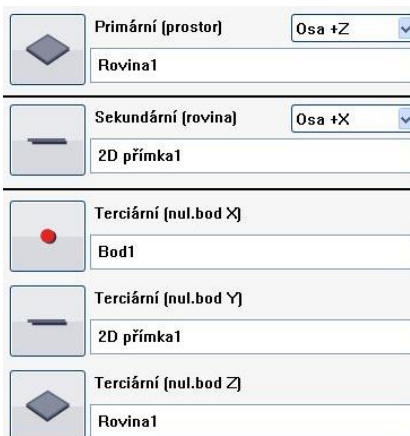 Primární (prostor)
Osa +Z
Rovina1
Sekundární (rovina)
Osa +X
2D přímka1
Terciární (nul.bod X)
Bod1
Terciární (nul.bod Y)
2D přímka1
Terciární (nul.bod Z)
Rovina1